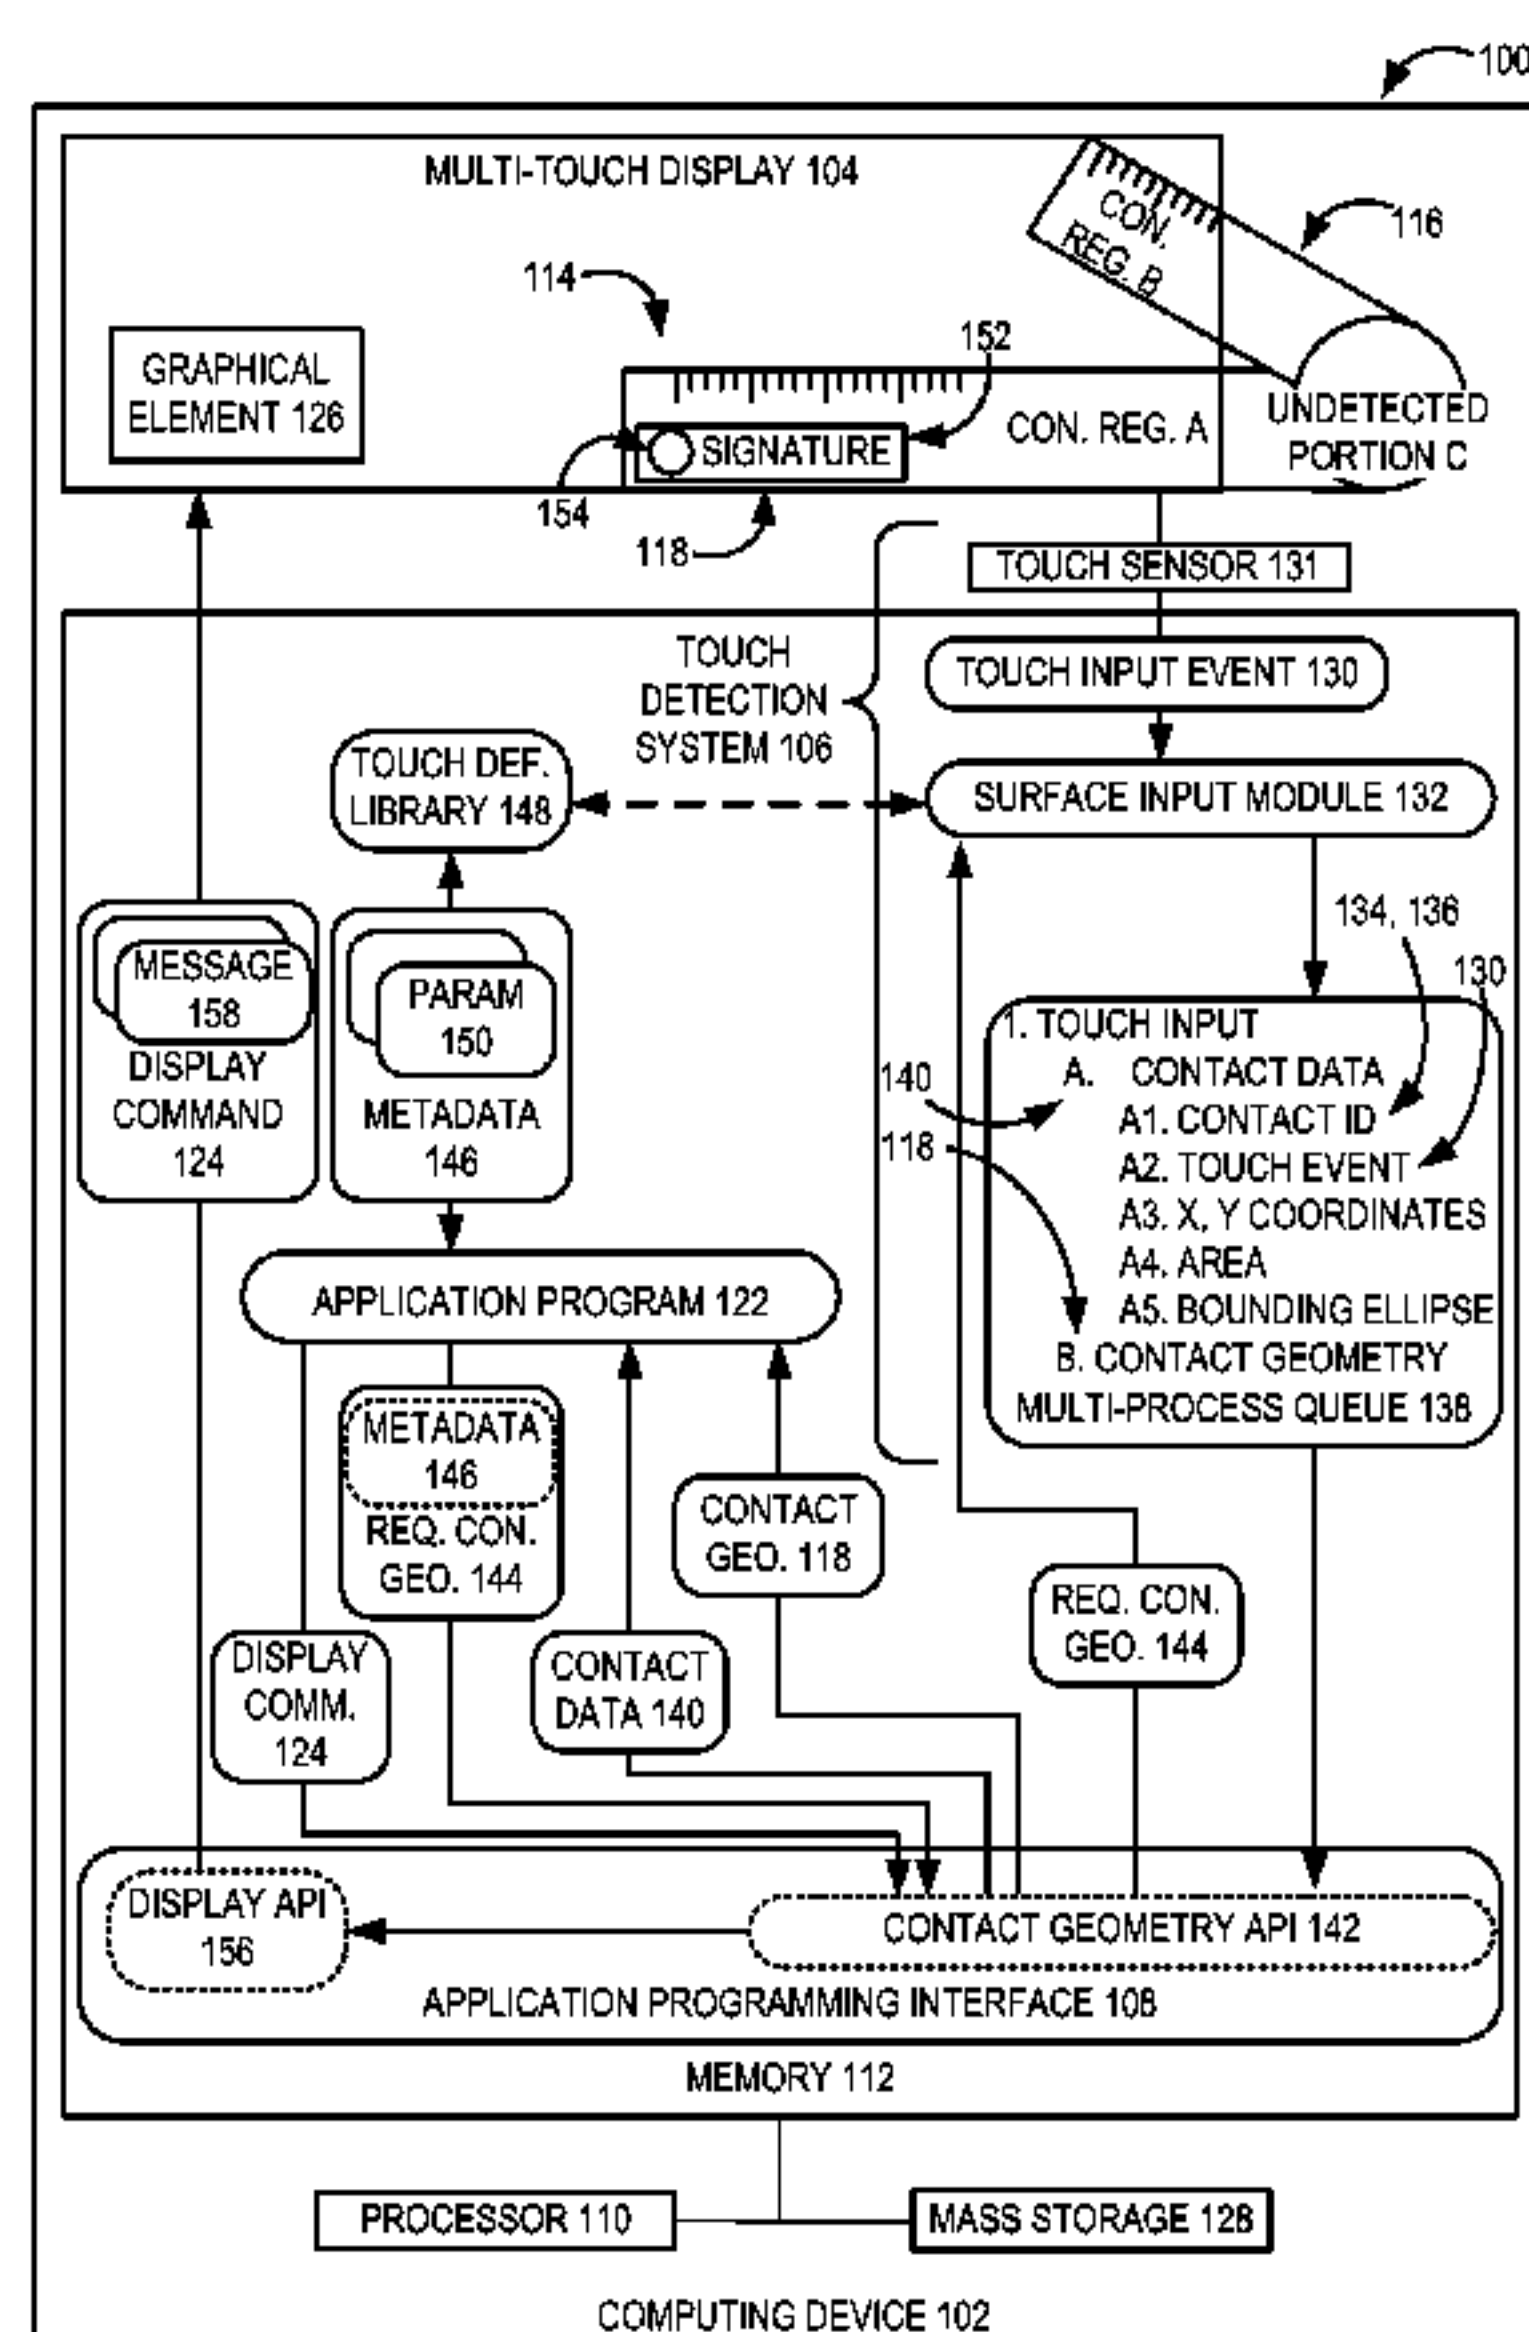 100
MULTI-TOUCH DISPLAY 104
CON.
REG. B
116
114
152
GRAPHICAL
ELEMENT 126
SIGNATURE
CON. REG. A
UNDETECTED
PORTION C
154
118
TOUCH SENSOR 131
TOUCH
DETECTION
SYSTEM 106
TOUCH INPUT EVENT 130
TOUCH DEF.
LIBRARY 148
SURFACE INPUT MODULE 132
134, 136
130
MESSAGE
158
DISPLAY
COMMAND
124
PARAM
150
METADATA
146
140
118
1. TOUCH INPUT
A. CONTACT DATA
A1. CONTACT ID
A2. TOUCH EVENT
A3. X, Y COORDINATES
A4. AREA
A5. BOUNDING ELLIPSE
B. CONTACT GEOMETRY
MULTI-PROCESS QUEUE 138
APPLICATION PROGRAM 122
METADATA
146
REQ. CON.
GEO. 144
CONTACT
GEO. 118
REQ. CON.
GEO. 144
DISPLAY
COMM.
124
CONTACT
DATA 140
DISPLAY API
156
CONTACT GEOMETRY API 142
APPLICATION PROGRAMMING INTERFACE 108
MEMORY 112
PROCESSOR 110
MASS STORAGE 128
COMPUTING DEVICE 102